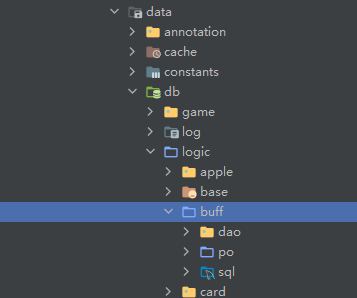 data
annotation
cache
constants
db
game
log
logic
apple
base
buff
dao
po
sql
card